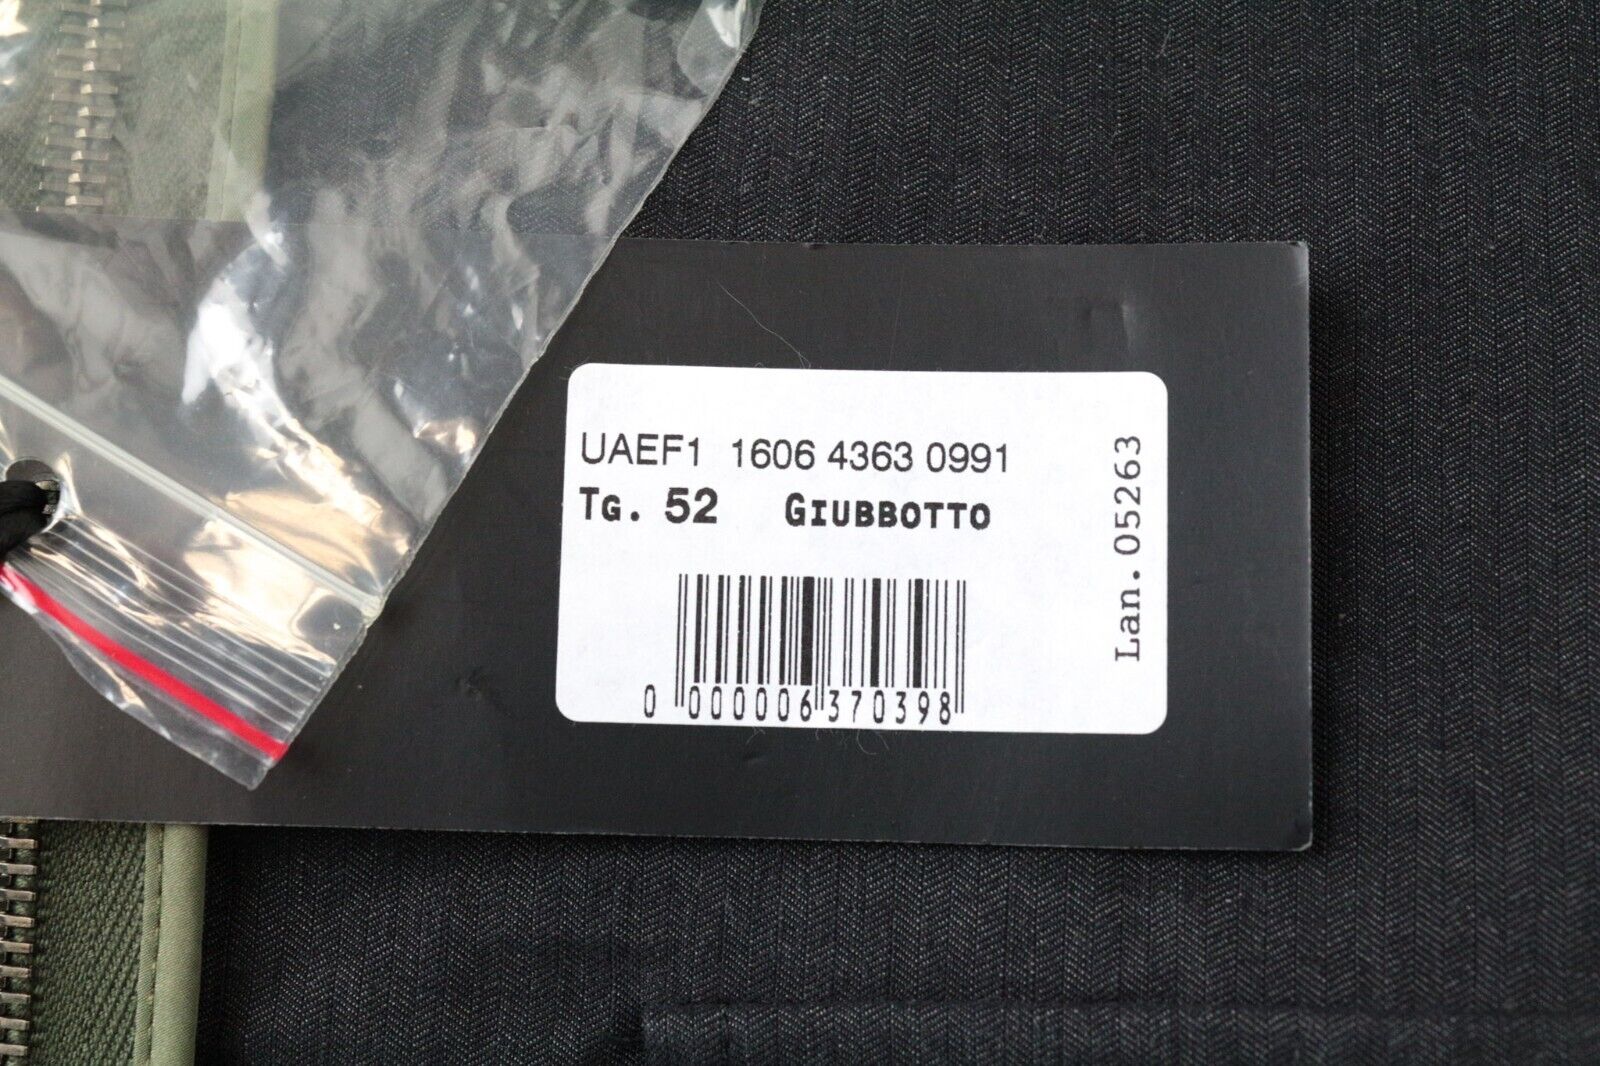 UAEF1 1606 4363 0991
TG. 52 GIUBBOTTO
0 000006 370398
Lan. 05263